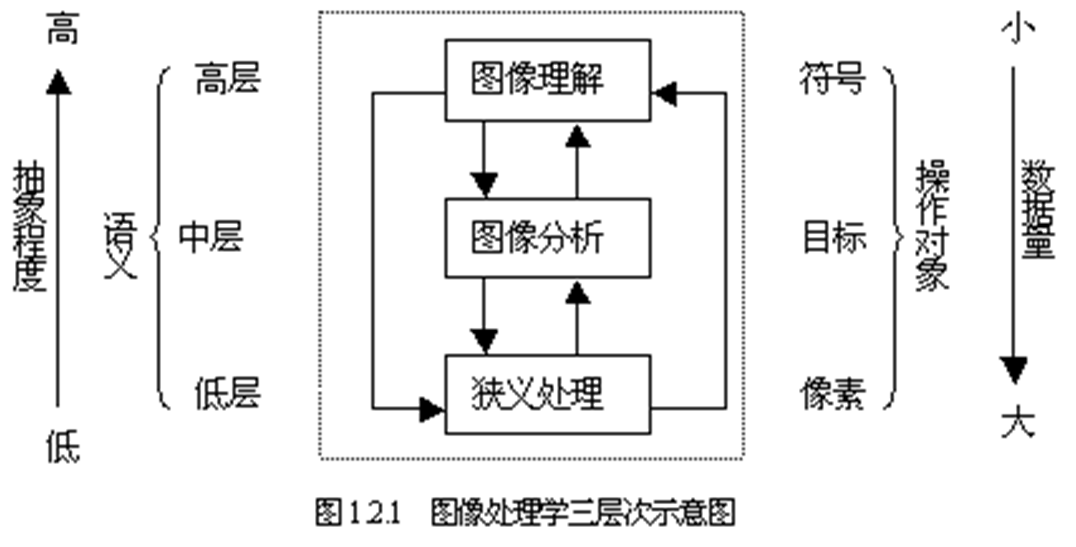 高
小
高层
图像理解
符号
抽象程度
语义
中层
图像分析
目标
操作对象
数据量
低层
狭义处理
像素
低
大
图 1.2.1 图像处理学三层次示意图